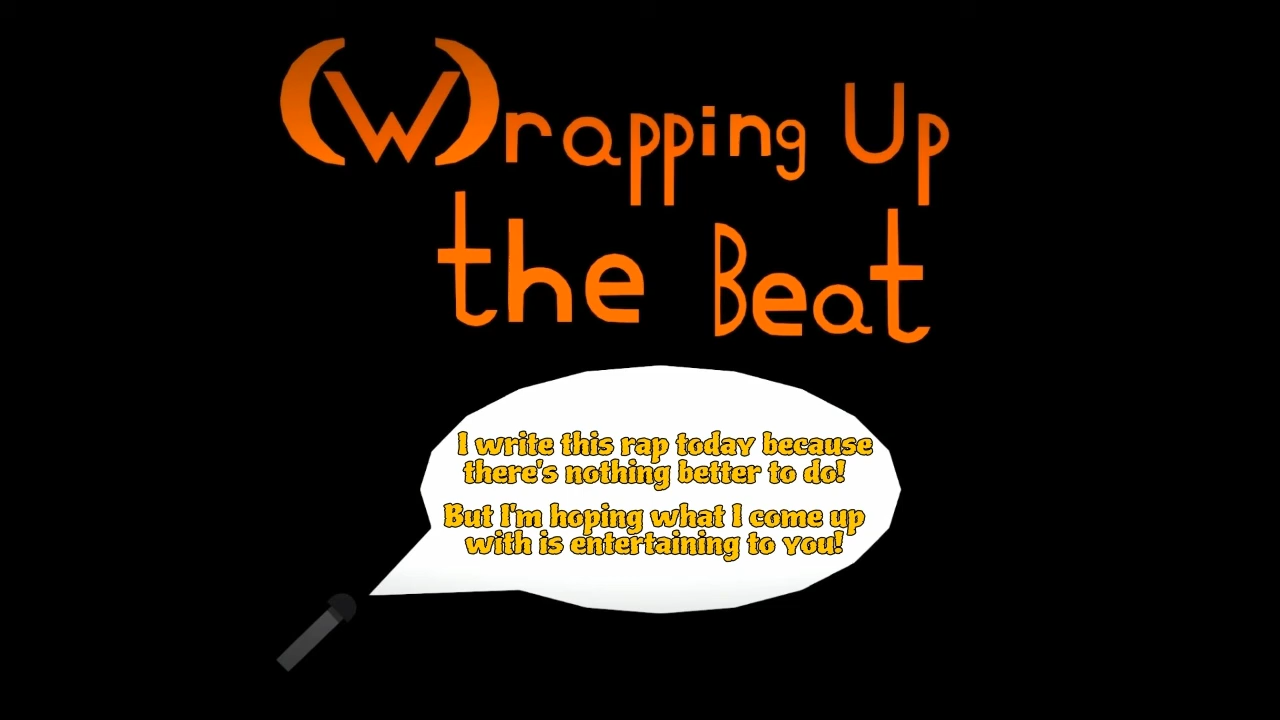 (W)rapping Up
the Beat
I write this rap today because
there's nothing better to do!
But I'm hoping what I come up
with is entertaining to you!